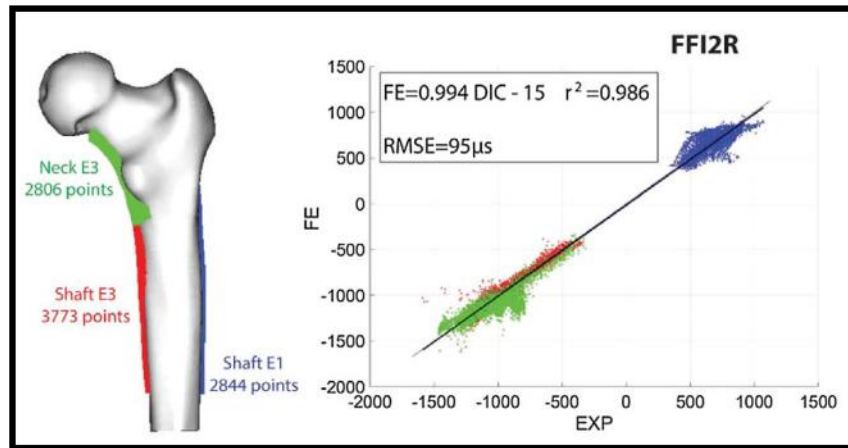 FFI2R
FE=0.994 DIC - 15 r² =0.986
RMSE=95µs
Neck E3
2806 points
Shaft E3
3773 points
Shaft E1
2844 points
1500
1000
500
0
-500
-1000
-1500
-2000
FE
-2000 -1500 -1000 -500 0 500 1000 1500
EXP